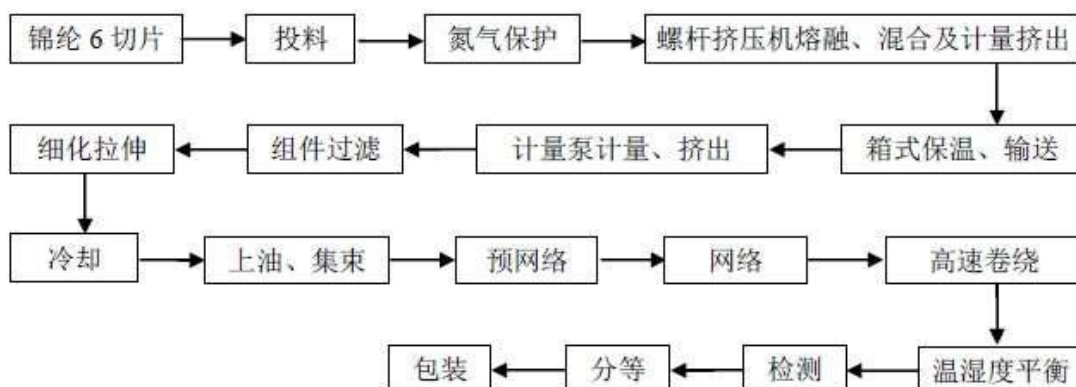 锦纶 6 切片
投料
氮气保护
螺杆挤压机熔融、混合及计量挤出
箱式保温、输送
计量泵计量、挤出
组件过滤
细化拉伸
冷却
上油、集束
预网络
网络
高速卷绕
温湿度平衡
检测
分等
包装